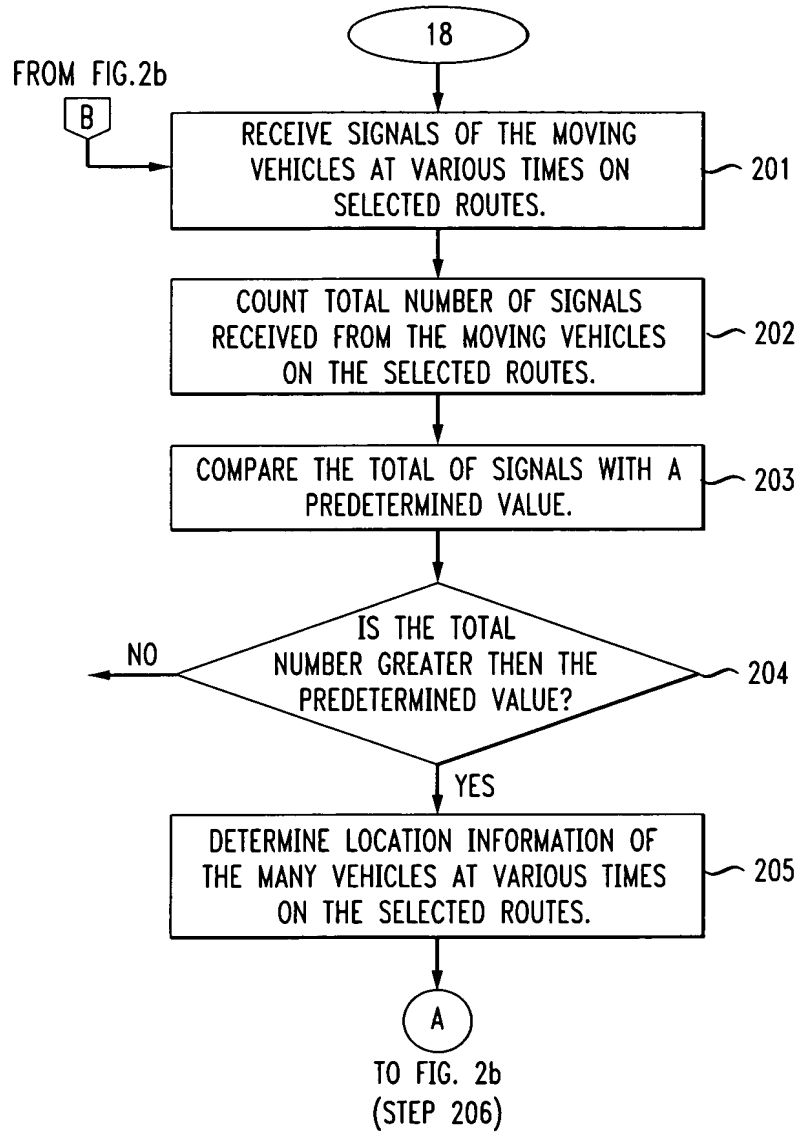 18
FROM FIG.2b
B
RECEIVE SIGNALS OF THE MOVING
VEHICLES AT VARIOUS TIMES ON
SELECTED ROUTES.
201
COUNT TOTAL NUMBER OF SIGNALS
RECEIVED FROM THE MOVING VEHICLES
ON THE SELECTED ROUTES.
202
COMPARE THE TOTAL OF SIGNALS WITH A
PREDETERMINED VALUE.
203
IS THE TOTAL
NUMBER GREATER THEN THE
PREDETERMINED VALUE?
NO
204
YES
DETERMINE LOCATION INFORMATION OF
THE MANY VEHICLES AT VARIOUS TIMES
ON THE SELECTED ROUTES.
205
A
TO FIG. 2b
(STEP 206)